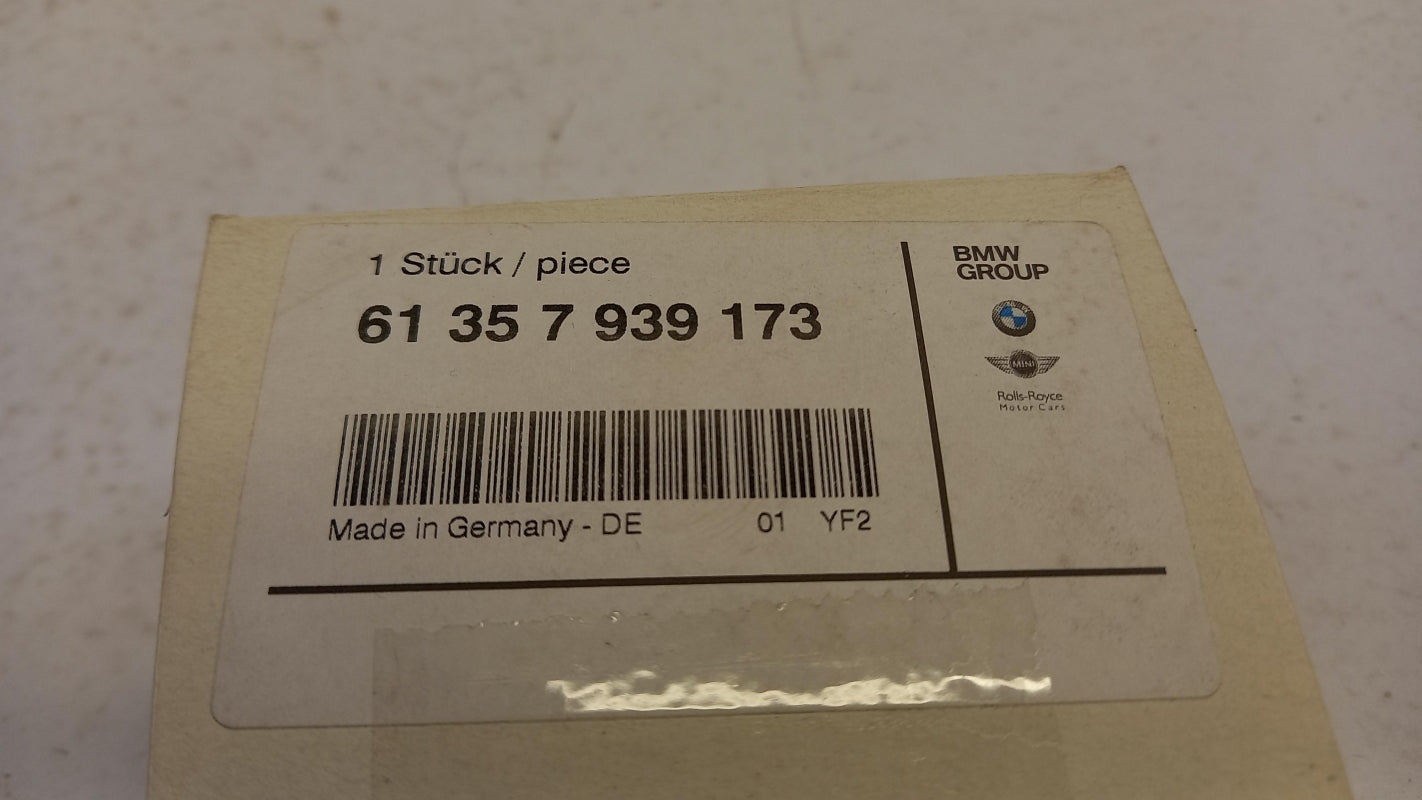 1 Stück / piece
61 35 7 939 173
Made in Germany - DE 01 YF2
BMW
GROUP
MINI
Rolls-Royce
Motor Cars